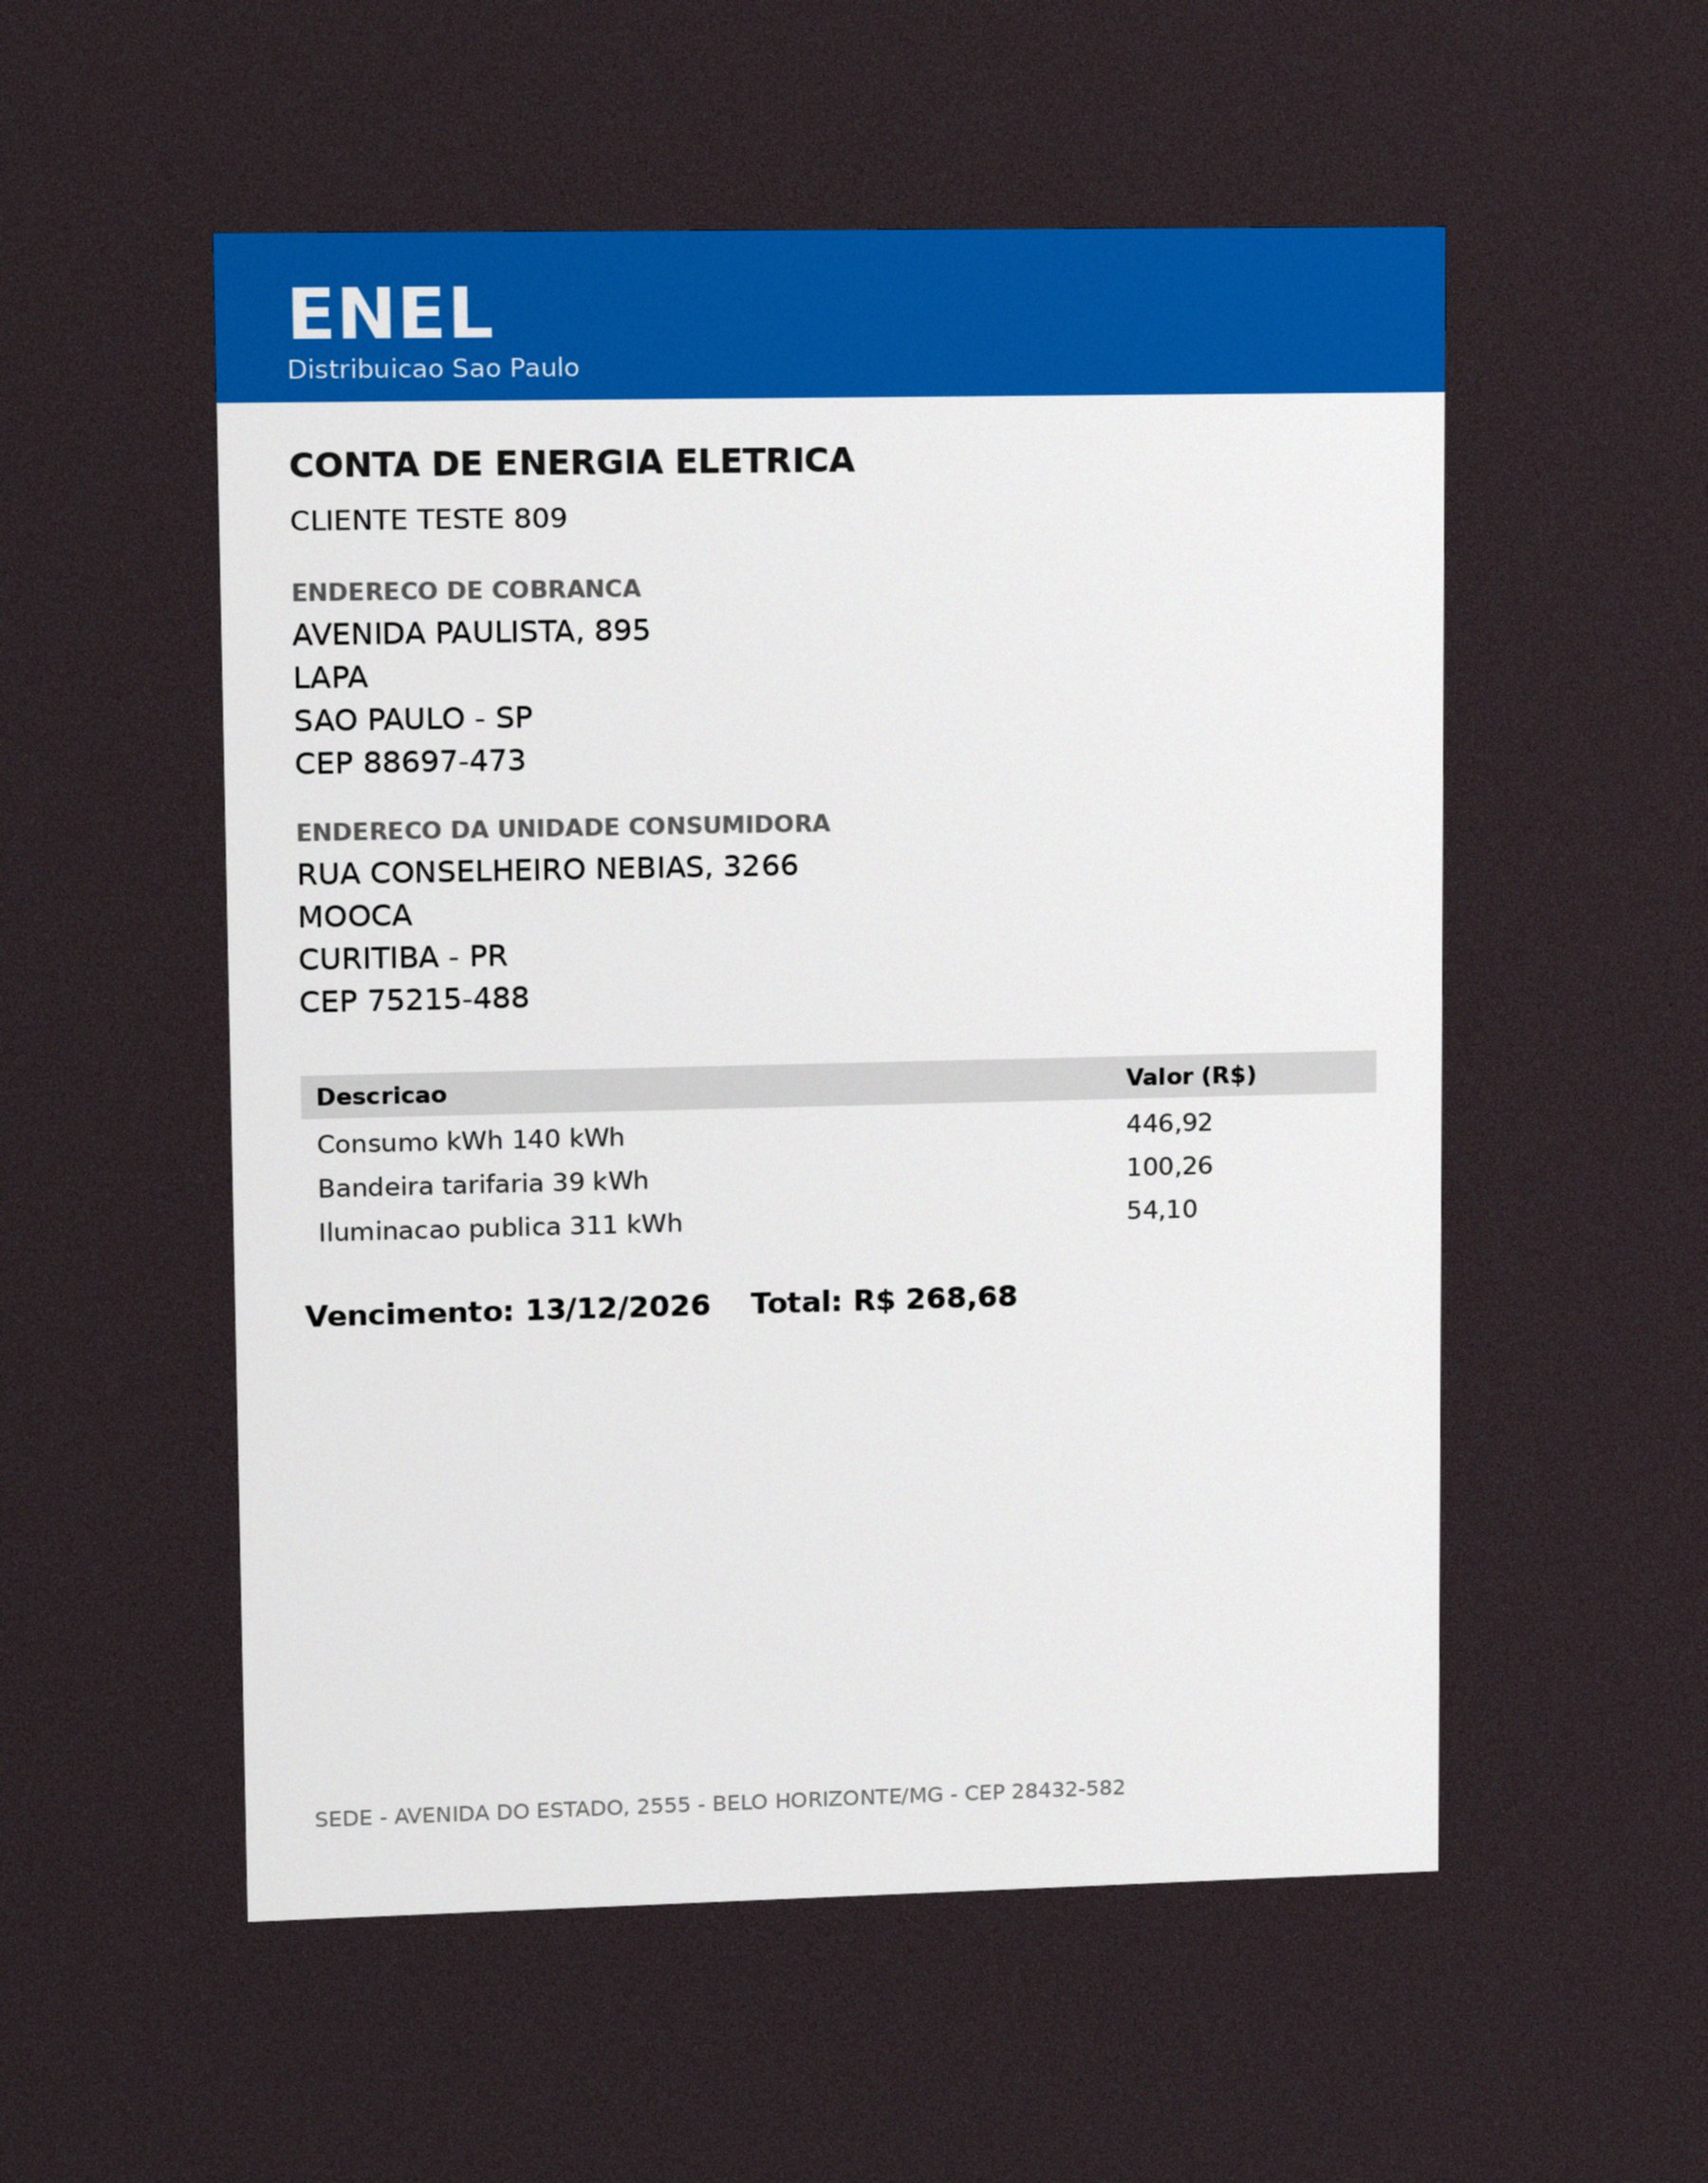 ENEL
Distribuicao Sao Paulo
CONTA DE ENERGIA ELETRICA
CLIENTE TESTE 809
ENDERECO DE COBRANCA
AVENIDA PAULISTA, 895
LAPA
SAO PAULO - SP
CEP 88697-473
ENDERECO DA UNIDADE CONSUMIDORA
RUA CONSELHEIRO NEBIAS, 3266
MOOCA
CURITIBA - PR
CEP 75215-488
Descricao Valor (R$)
Consumo kWh 140 kWh 446,92
Bandeira tarifaria 39 kWh 100,26
Iluminacao publica 311 kWh 54,10
Vencimento: 13/12/2026 Total: R$ 268,68
SEDE - AVENIDA DO ESTADO, 2555 - BELO HORIZONTE/MG - CEP 28432-582